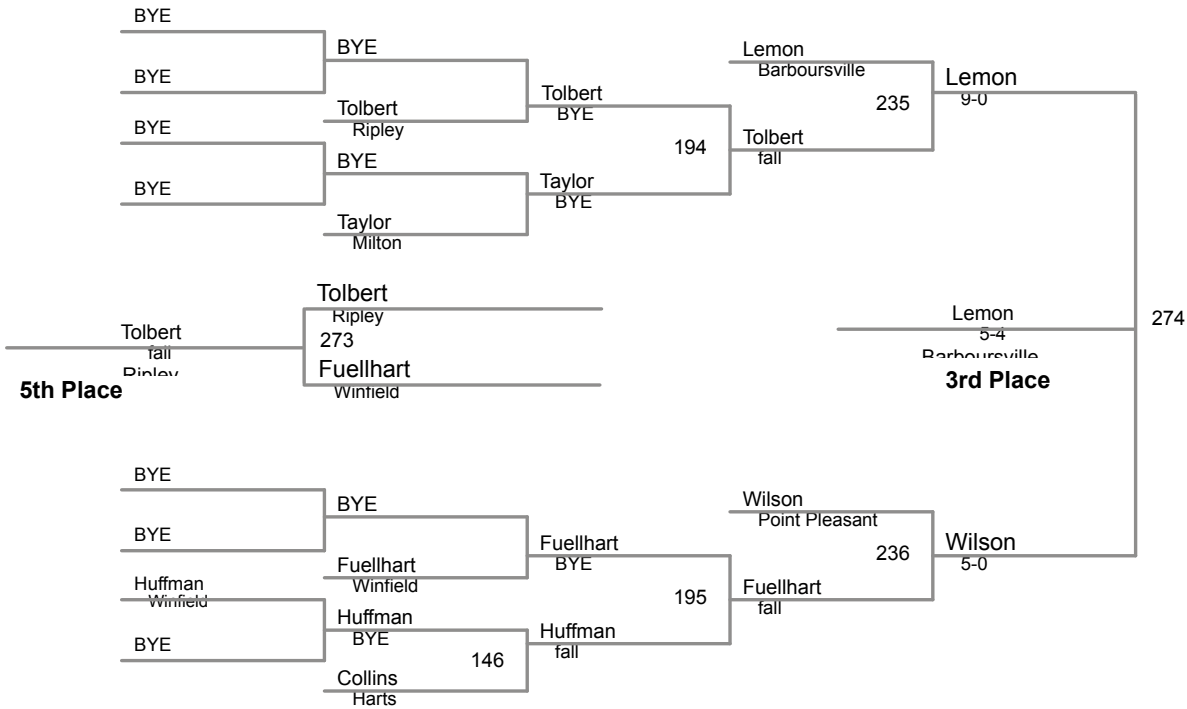 BYE
BYE
BYE
Tolbert
Ripley
BYE
BYE
BYE
Taylor
Milton
Tolbert
BYE
Taylor
BYE
194
Lemon
Barboursville
Tolbert
fall
235
Lemon
9-0
Tolbert
Ripley
273
Fuellhart
Winfield
Tolbert
fall
Ripley
5th Place
Lemon
5-4
Barboursville
3rd Place
274
BYE
BYE
BYE
Fuellhart
Winfield
Huffman
Winfield
BYE
Huffman
BYE
146
Collins
Harts
Fuellhart
BYE
Huffman
fall
195
Wilson
Point Pleasant
Fuellhart
fall
236
Wilson
5-0